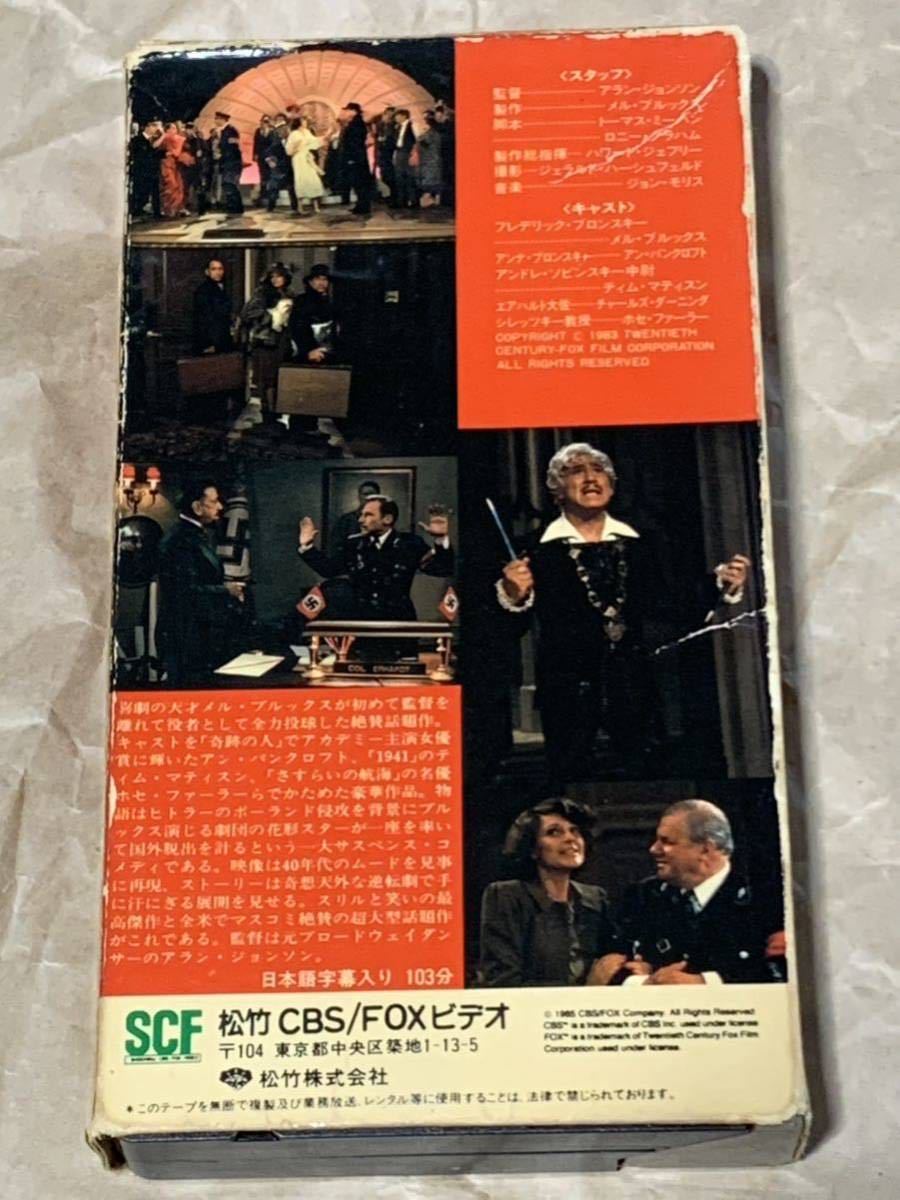 〈スタッフ〉
監督——アラン・ジョンソン
製作——メル・ブルックス
脚本——トーマス・ミーハン
ロニー・グラハム
製作総指揮—ハワード・ジェフリー
撮影—ジェラルド・ハーシュフェルド
音楽——ジョン・モリス
〈キャスト〉
フレデリック・ブロンスキー
——メル・ブルックス
アンナ・ブロンスキー——アン・バンクロフト
アンドレ・ソビンスキー中尉
——ティム・マティスン
エアハルト大佐——チャールズ・ダーニング
シレッツキー教授——ホセ・ファーラー
COPYRIGHT © 1983 TWENTIETH
CENTURY-FOX FILM CORPORATION
ALL RIGHTS RESERVED
COL. ERHARDT
喜劇の天才メル・ブルックスが初めて監督を
離れて役者として全力投球した絶賛話題作。
キャストを「奇跡の人」でアカデミー主演女優
賞に輝いたアン・バンクロフト、「1941」のテ
ィム・マティスン、「さすらいの航海」の名優
ホセ・ファーラーらでかためた豪華作品。物
語はヒトラーのポーランド侵攻を背景にブル
ックス演じる劇団の花形スターが一座を率い
て国外脱出を計るという一大サスペンス・コ
メディである。映像は40年代のムードを見事
に再現、ストーリーは奇想天外な逆転劇で手
に汗にぎる展開を見せる。スリルと笑いの最
高傑作と全米でマスコミ絶賛の超大型話題作
がこれである。監督は元ブロードウェイダン
サーのアラン・ジョンソン。
日本語字幕入り 103分
SCF
松竹 CBS/FOXビデオ
〒104 東京都中央区築地1-13-5
松竹株式会社
© 1985 CBS/FOX Company. All Rights Reserved
CBS™ is a trademark of CBS Inc. used under license
FOX™ is a trademark of Twentieth Century Fox Film
Corporation used under license.
*このテープを無断で複製及び業務放送、レンタル等に使用することは、法律で禁じられております。